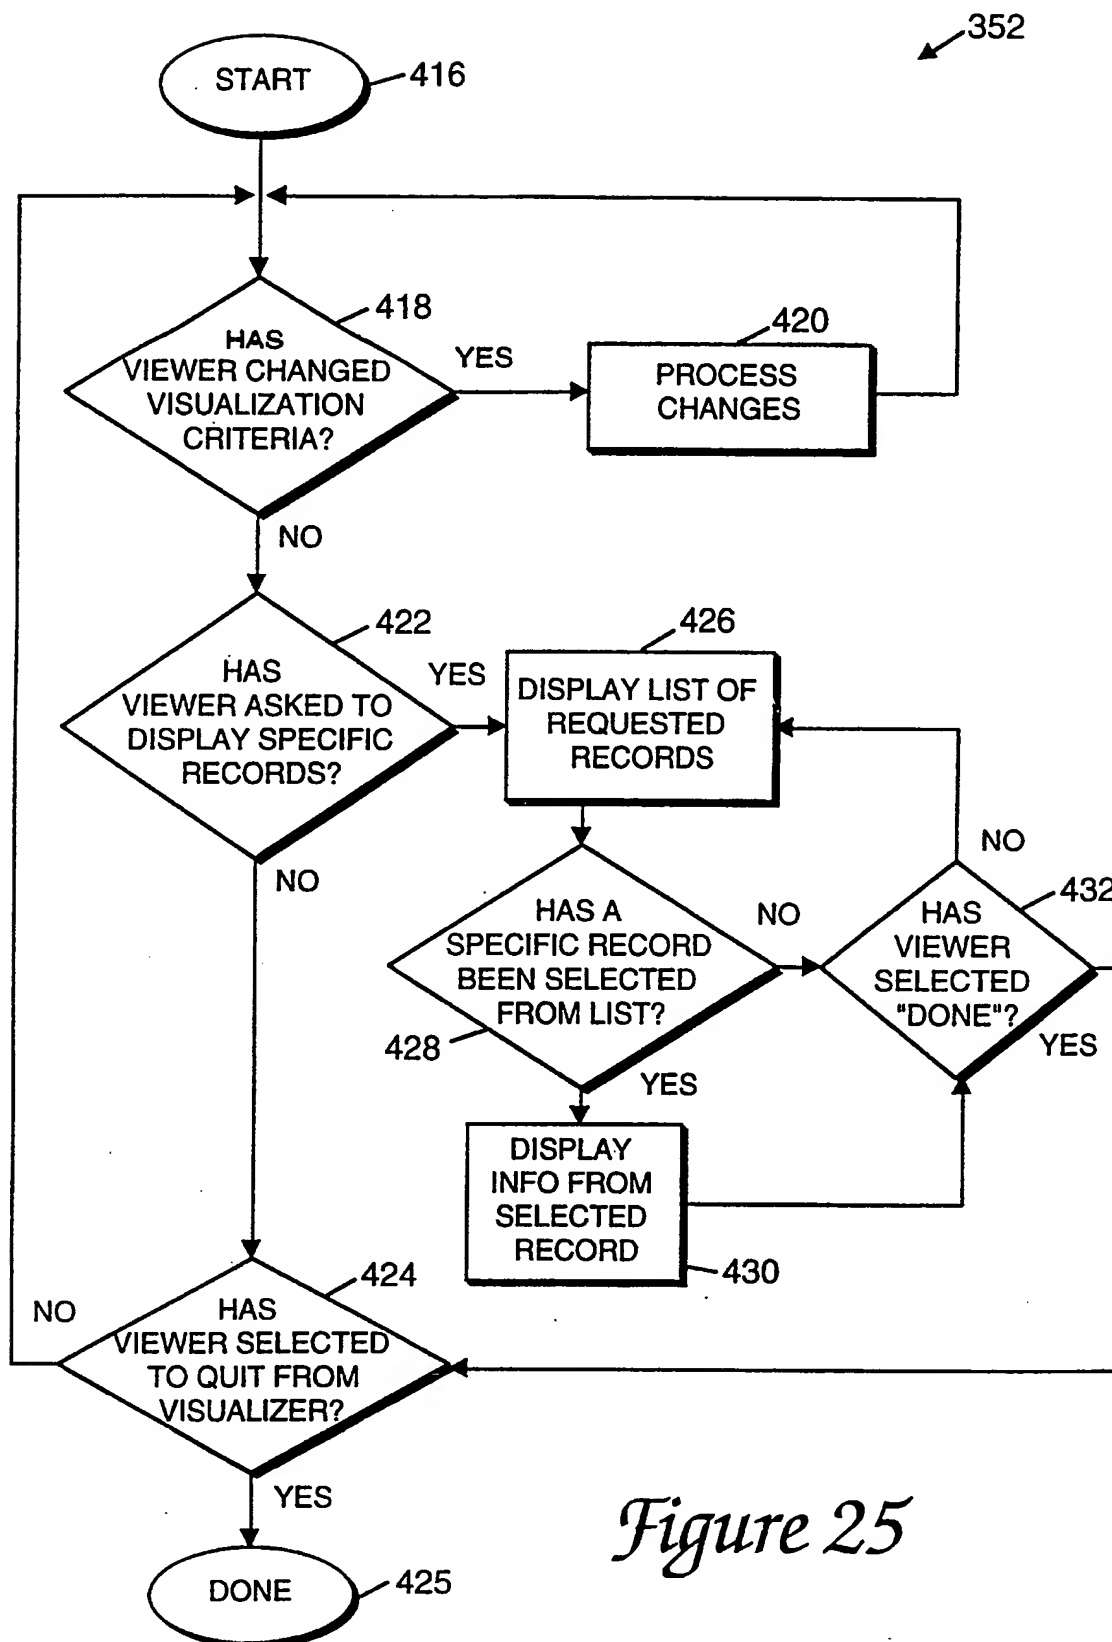 352
START
416
HAS
VIEWER CHANGED
VISUALIZATION
CRITERIA?
418
YES
420
PROCESS
CHANGES
NO
HAS
VIEWER ASKED TO
DISPLAY SPECIFIC
RECORDS?
422
YES
426
DISPLAY LIST OF
REQUESTED
RECORDS
NO
HAS A
SPECIFIC RECORD
BEEN SELECTED
FROM LIST?
428
NO
NO
432
HAS
VIEWER
SELECTED
"DONE"?
YES
YES
DISPLAY
INFO FROM
SELECTED
RECORD
430
424
NO
HAS
VIEWER SELECTED
TO QUIT FROM
VISUALIZER?
YES
DONE
425
Figure 25